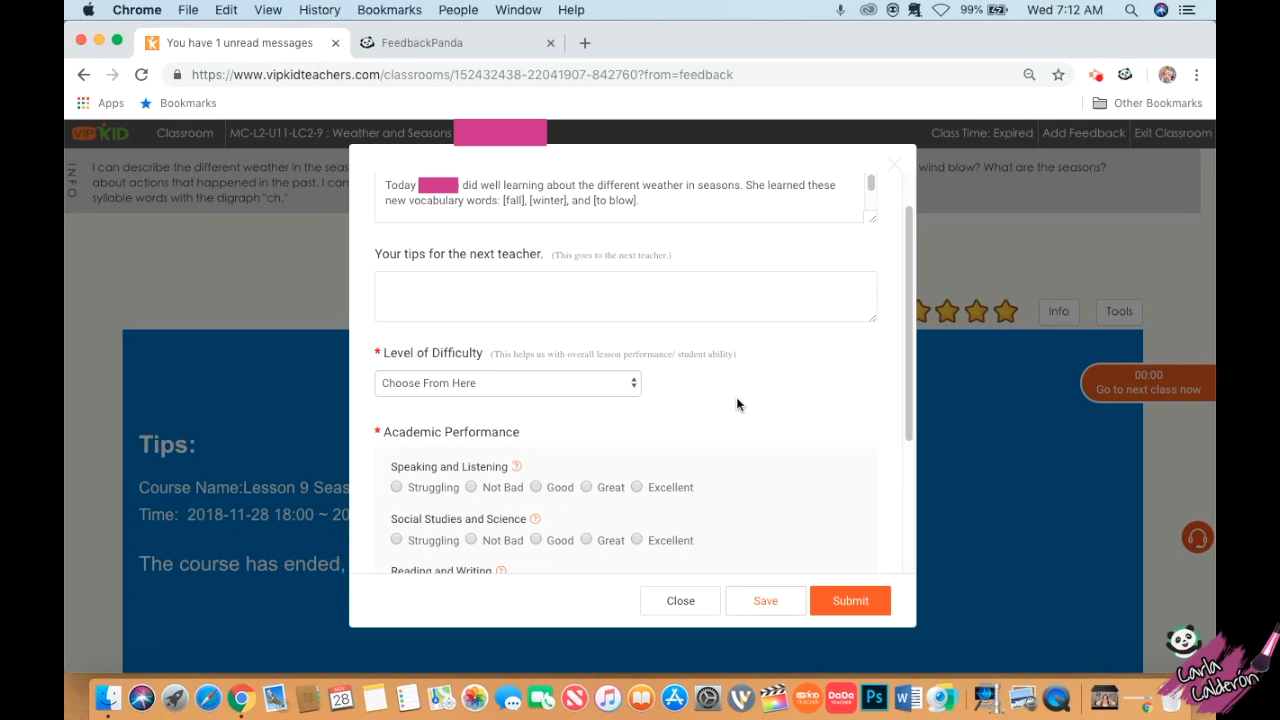 Chrome File Edit View History Bookmarks People Window Help 99% Wed 7:12 AM
You have 1 unread messages FeedbackPanda
https://www.vipkidteachers.com/classrooms/152432438-22041907-842760?from=feedback
Apps Bookmarks Other Bookmarks
VIPKID Classroom MC-L2-U11-LC2-9 : Weather and Seasons Class Time: Expired Add Feedback Exit Classroom
INFO
I can describe the different weather in the seas wind blow? What are the seasons?
about actions that happened in the past. I can
syllable words with the digraph "ch."
Today did well learning about the different weather in seasons. She learned these
new vocabulary words: [fall], [winter], and [to blow].
Your tips for the next teacher. (This goes to the next teacher.)
Info Tools
* Level of Difficulty (This helps us with overall lesson performance/ student ability)
Choose From Here
00:00
Go to next class now
* Academic Performance
Tips:
Speaking and Listening ?
Struggling Not Bad Good Great Excellent
Course Name:Lesson 9 Seas
Time: 2018-11-28 18:00 ~ 20
Social Studies and Science ?
Struggling Not Bad Good Great Excellent
The course has ended,
Reading and Writing ?
Close Save Submit
NOV
28
VIPKID
TEACHER
DaDa
TEACHER
Ps
Carla
Calderón